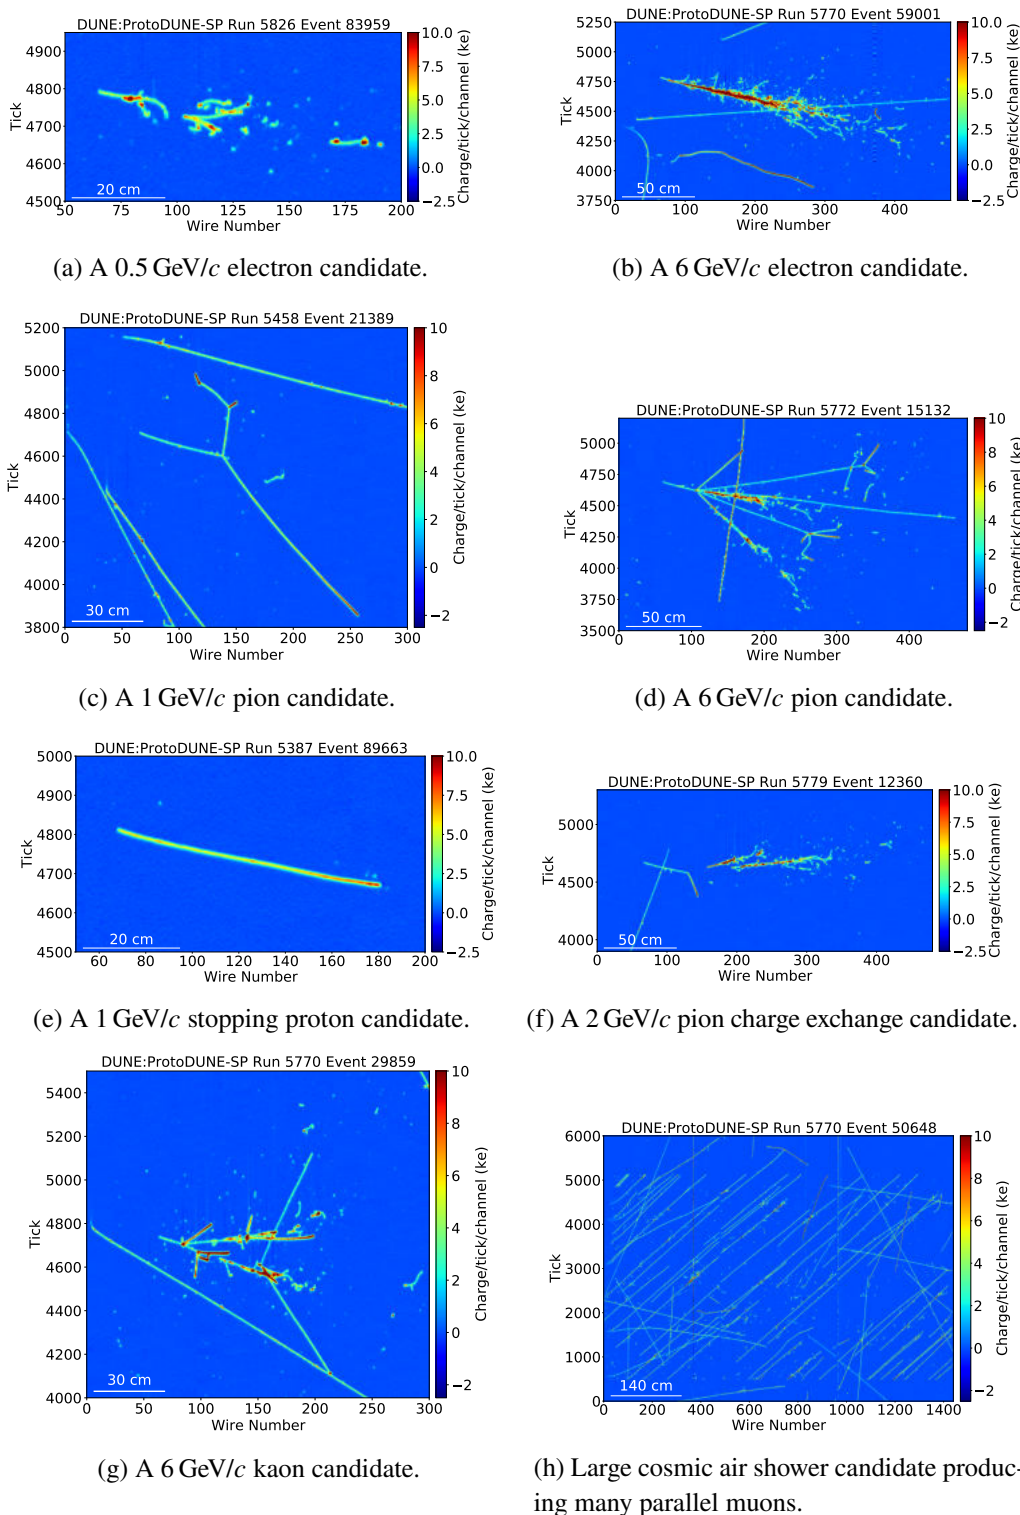 DUNE:ProtoDUNE-SP Run 5826 Event 83959
4900
4800
4700
4600
4500
Tick
20 cm
50 75 100 125 150 175 200
Wire Number
10.0
7.5
5.0
2.5
0.0
−2.5
Charge/tick/channel (ke)
(a) A 0.5 GeV/c electron candidate.
DUNE:ProtoDUNE-SP Run 5770 Event 59001
5250
5000
4750
4500
4250
4000
3750
Tick
50 cm
0 100 200 300 400
Wire Number
10.0
7.5
5.0
2.5
0.0
−2.5
Charge/tick/channel (ke)
(b) A 6 GeV/c electron candidate.
DUNE:ProtoDUNE-SP Run 5458 Event 21389
5200
5000
4800
4600
4400
4200
4000
3800
Tick
30 cm
0 50 100 150 200 250 300
Wire Number
10
8
6
4
2
0
−2
Charge/tick/channel (ke)
(c) A 1 GeV/c pion candidate.
DUNE:ProtoDUNE-SP Run 5772 Event 15132
5000
4750
4500
4250
4000
3750
3500
Tick
50 cm
0 100 200 300 400
Wire Number
10
8
6
4
2
0
−2
Charge/tick/channel (ke)
(d) A 6 GeV/c pion candidate.
DUNE:ProtoDUNE-SP Run 5387 Event 89663
5000
4900
4800
4700
4600
4500
Tick
20 cm
60 80 100 120 140 160 180 200
Wire Number
10.0
7.5
5.0
2.5
0.0
−2.5
Charge/tick/channel (ke)
(e) A 1 GeV/c stopping proton candidate.
DUNE:ProtoDUNE-SP Run 5779 Event 12360
5000
4500
4000
Tick
50 cm
0 100 200 300 400
Wire Number
10.0
7.5
5.0
2.5
0.0
−2.5
Charge/tick/channel (ke)
(f) A 2 GeV/c pion charge exchange candidate.
DUNE:ProtoDUNE-SP Run 5770 Event 29859
5400
5200
5000
4800
4600
4400
4200
4000
Tick
30 cm
0 50 100 150 200 250 300
Wire Number
10
8
6
4
2
0
−2
Charge/tick/channel (ke)
(g) A 6 GeV/c kaon candidate.
DUNE:ProtoDUNE-SP Run 5770 Event 50648
6000
5000
4000
3000
2000
1000
0
Tick
140 cm
0 200 400 600 800 1000 1200 1400
Wire Number
10
8
6
4
2
0
−2
Charge/tick/channel (ke)
(h) Large cosmic air shower candidate produc-
ing many parallel muons.